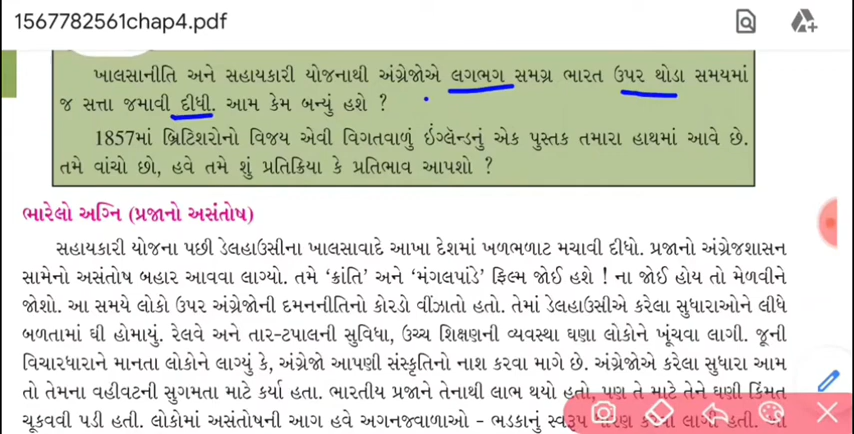 1567782561chap4.pdf
ખાલસાનીતિ અને સહાયકારી યોજનાથી અંગ્રેજોએ લગભગ સમગ્ર ભારત ઉપર થોડા સમયમાં
જ સત્તા જમાવી દીધી. આમ કેમ બન્યું હશે ?
1857માં બ્રિટિશરોનો વિજય એવી વિગતવાળું ઇંગ્લૅન્ડનું એક પુસ્તક તમારા હાથમાં આવે છે.
તમે વાંચો છો, હવે તમે શું પ્રતિક્રિયા કે પ્રતિભાવ આપશો ?
ભારેલો અગ્નિ (પ્રજાનો અસંતોષ)
સહાયકારી યોજના પછી ડેલહાઉસીના ખાલસાવાદે આખા દેશમાં ખળભળાટ મચાવી દીધો. પ્રજાનો અંગ્રેજશાસન
સામેનો અસંતોષ બહાર આવવા લાગ્યો. તમે ‘ક્રાંતિ’ અને ‘મંગલપાંડે’ ફિલ્મ જોઈ હશે ! ના જોઈ હોય તો મેળવીને
જોશો. આ સમયે લોકો ઉપર અંગ્રેજોની દમનનીતિનો કોરડો વીંઝાતો હતો. તેમાં ડેલહાઉસીએ કરેલા સુધારાઓને લીધે
બળતામાં ઘી હોમાયું. રેલવે અને તાર-ટપાલની સુવિધા, ઉચ્ચ શિક્ષણની વ્યવસ્થા ઘણા લોકોને ખૂંચવા લાગી. જૂની
વિચારધારાને માનતા લોકોને લાગ્યું કે, અંગ્રેજો આપણી સંસ્કૃતિનો નાશ કરવા માગે છે. અંગ્રેજોએ કરેલા સુધારા આમ
તો તેમના વહીવટની સુગમતા માટે કર્યા હતા. ભારતીય પ્રજાને તેનાથી લાભ થયો હતો, પણ તે માટે તેને ઘણી કિંમત
ચૂકવવી પડી હતી. લોકોમાં અસંતોષની આગ હવે અગનજ્વાળાઓ - ભડકાનું સ્વરૂપ ધારણ કરવા લાગી હતી.